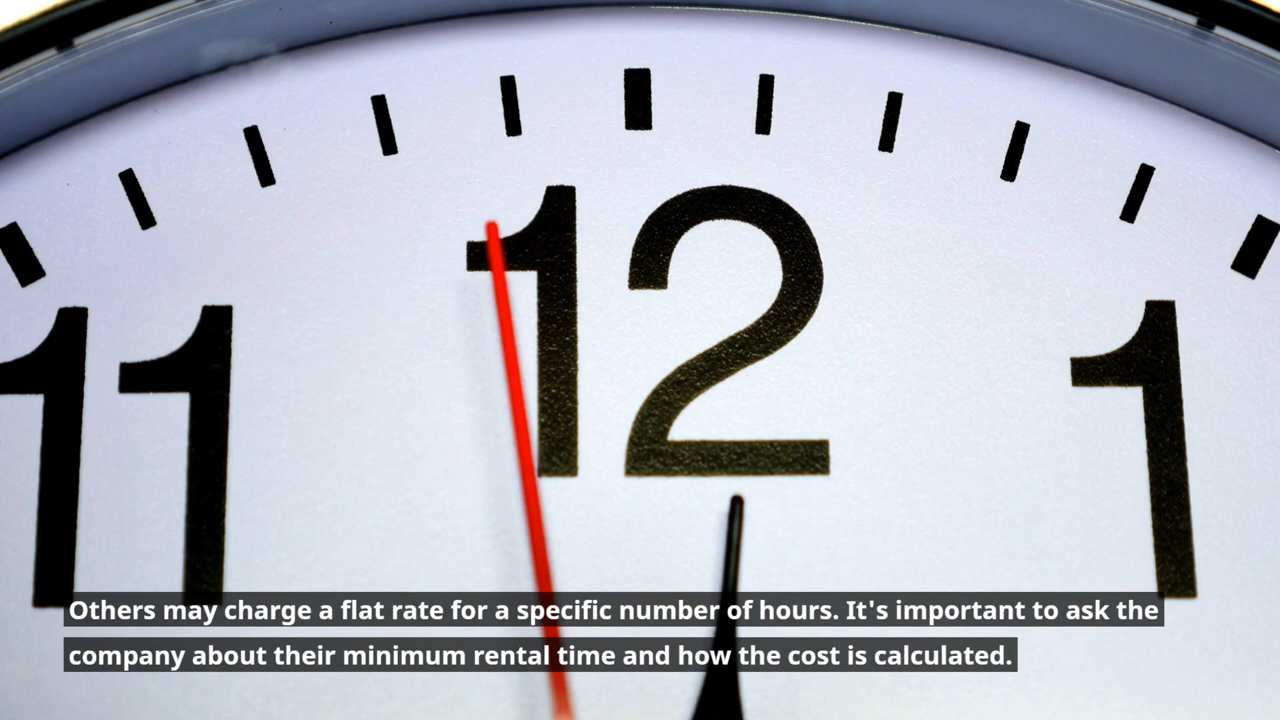 12
11
1
Others may charge a flat rate for a specific number of hours. It's important to ask the
company about their minimum rental time and how the cost is calculated.